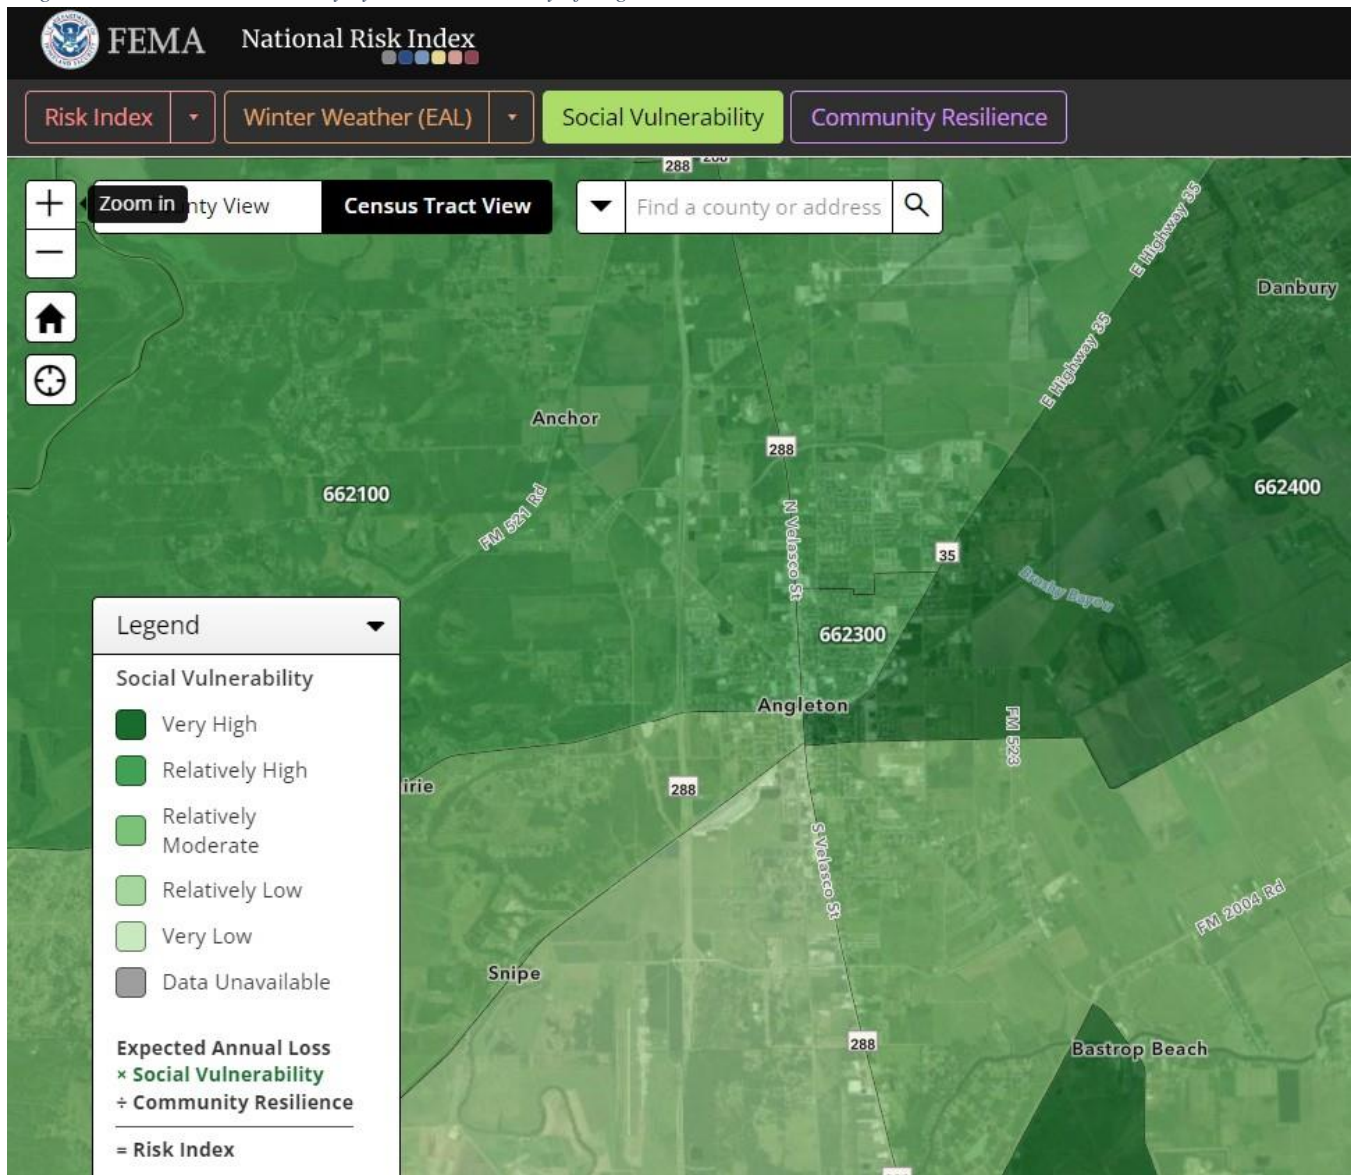 FEMA National Risk Index
Risk Index Winter Weather (EAL) Social Vulnerability Community Resilience
288
Zoom in nty View Census Tract View Find a county or address
E Highway 35
Danbury
E Highway 35
Anchor
288
662100
662400
FM 521 Rd
N Velasco St
35
Brushy Bayou
662300
Angleton
FM 523
Legend
Social Vulnerability
Very High
Relatively High
Relatively
Moderate
Relatively Low
Very Low
Data Unavailable
Expected Annual Loss
× Social Vulnerability
÷ Community Resilience
= Risk Index
irie
288
S Velasco St
FM 2004 Rd
Snipe
288
Bastrop Beach